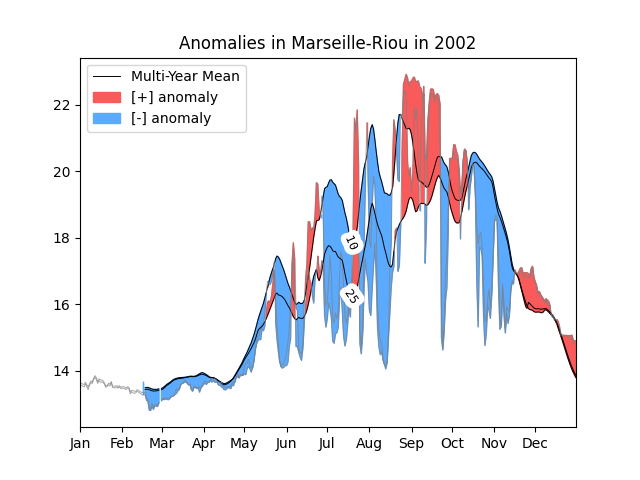 Anomalies in Marseille-Riou in 2002
Multi-Year Mean
[+] anomaly
[-] anomaly
22
20
18
16
14
10
25
Jan Feb Mar Apr May Jun Jul Aug Sep Oct Nov Dec